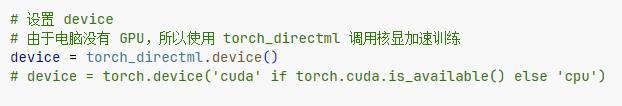 # 设置 device
# 由于电脑没有 GPU，所以使用 torch_directml 调用核显加速训练
device = torch_directml.device()
# device = torch.device('cuda' if torch.cuda.is_available() else 'cpu')